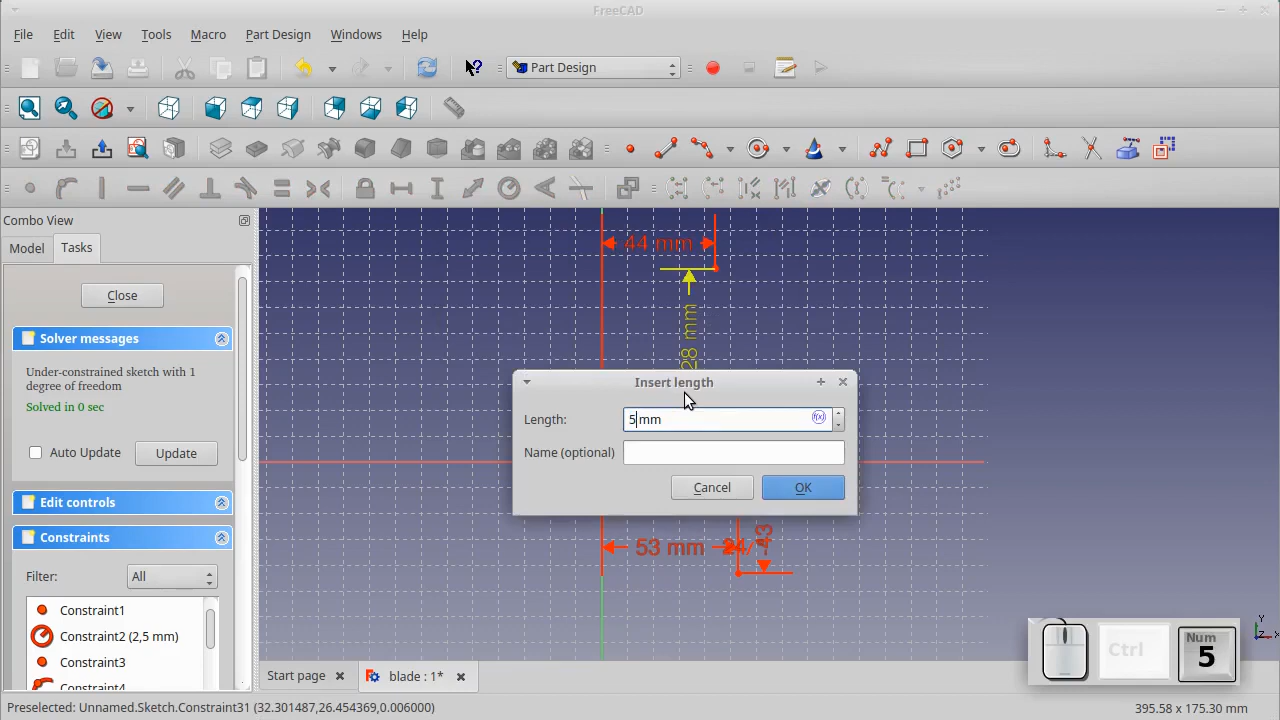 FreeCAD
File Edit View Tools Macro Part Design Windows Help
Part Design
Combo View
Model Tasks
Close
Solver messages
Under-constrained sketch with 1
degree of freedom
Solved in 0 sec
Auto Update Update
Edit controls
Constraints
Filter: All
Constraint1
Constraint2 (2,5 mm)
Constraint3
Constraint4
44 mm
28 mm
Insert length
Length: 5 mm
Name (optional)
Cancel OK
53 mm
Ctrl
Num
5
Y
Z
X
Start page blade : 1*
Preselected: Unnamed.Sketch.Constraint31 (32.301487,26.454369,0.006000) 395.58 x 175.30 mm